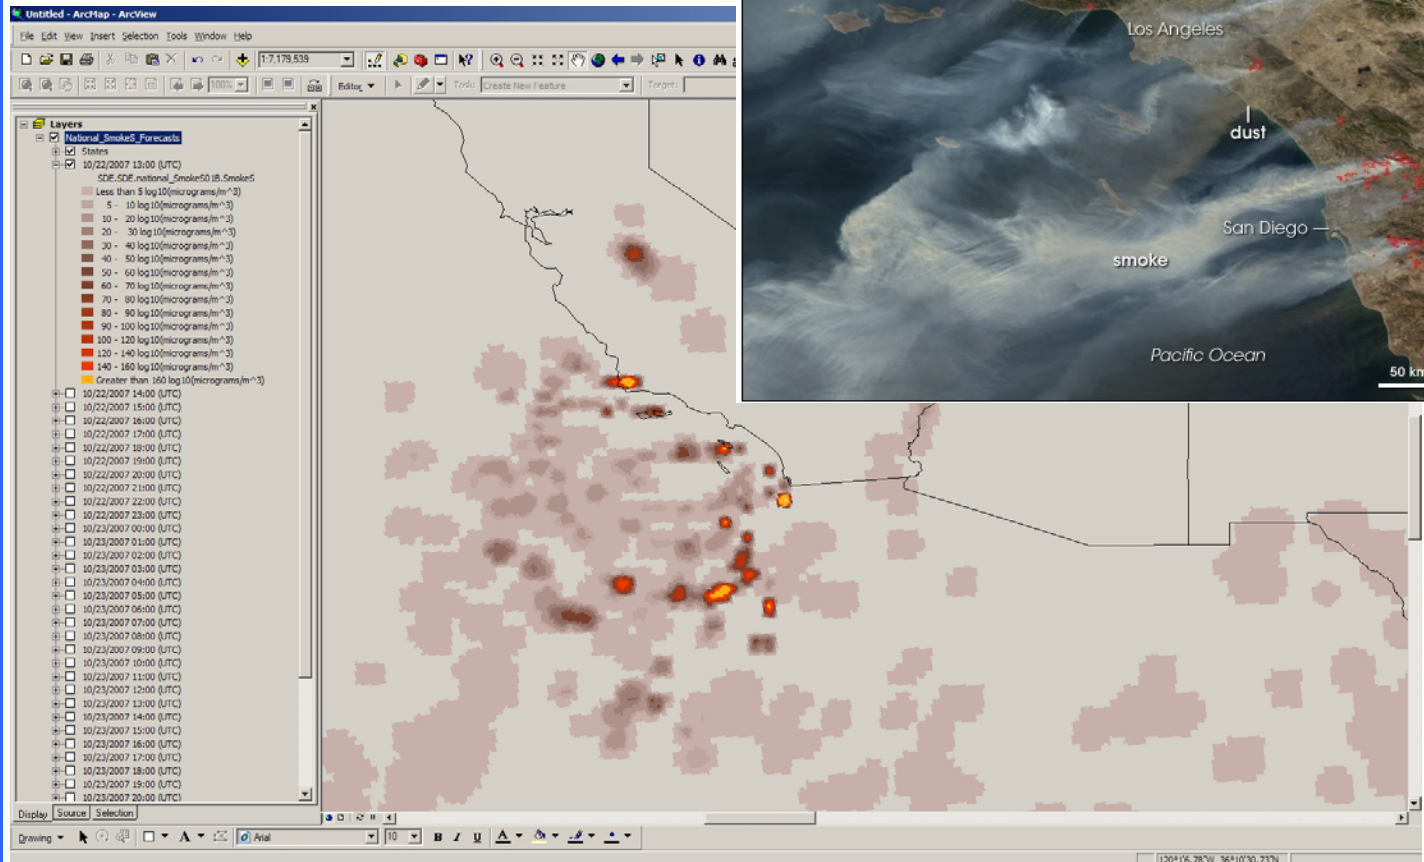 Untitled - ArcMap - ArcView
File Edit View Insert Selection Tools Window Help
1:7,179,539
100% Editor Task: Create New Feature Target:
Layers
National_SmokeS_Forecasts
States
10/22/2007 13:00 (UTC)
SDE.SDE.national_Smoke501B.SmokeS
Less than 5 log10(micrograms/m^3)
5 - 10 log10(micrograms/m^3)
10 - 20 log10(micrograms/m^3)
20 - 30 log10(micrograms/m^3)
30 - 40 log10(micrograms/m^3)
40 - 50 log10(micrograms/m^3)
50 - 60 log10(micrograms/m^3)
60 - 70 log10(micrograms/m^3)
70 - 80 log10(micrograms/m^3)
80 - 90 log10(micrograms/m^3)
90 - 100 log10(micrograms/m^3)
100 - 120 log10(micrograms/m^3)
120 - 140 log10(micrograms/m^3)
140 - 160 log10(micrograms/m^3)
Greater than 160 log10(micrograms/m^3)
10/22/2007 14:00 (UTC)
10/22/2007 15:00 (UTC)
10/22/2007 16:00 (UTC)
10/22/2007 17:00 (UTC)
10/22/2007 18:00 (UTC)
10/22/2007 19:00 (UTC)
10/22/2007 20:00 (UTC)
10/22/2007 21:00 (UTC)
10/22/2007 22:00 (UTC)
10/22/2007 23:00 (UTC)
10/23/2007 00:00 (UTC)
10/23/2007 01:00 (UTC)
10/23/2007 02:00 (UTC)
10/23/2007 03:00 (UTC)
10/23/2007 04:00 (UTC)
10/23/2007 05:00 (UTC)
10/23/2007 06:00 (UTC)
10/23/2007 07:00 (UTC)
10/23/2007 08:00 (UTC)
10/23/2007 09:00 (UTC)
10/23/2007 10:00 (UTC)
10/23/2007 11:00 (UTC)
10/23/2007 12:00 (UTC)
10/23/2007 13:00 (UTC)
10/23/2007 14:00 (UTC)
10/23/2007 15:00 (UTC)
10/23/2007 16:00 (UTC)
10/23/2007 17:00 (UTC)
10/23/2007 18:00 (UTC)
10/23/2007 19:00 (UTC)
10/23/2007 20:00 (UTC)
Display Source Selection
Drawing A Arial 10 B I U A
120°1'6.78"W 36°10'30.73"N
Los Angeles
dust
San Diego
smoke
Pacific Ocean
50 km